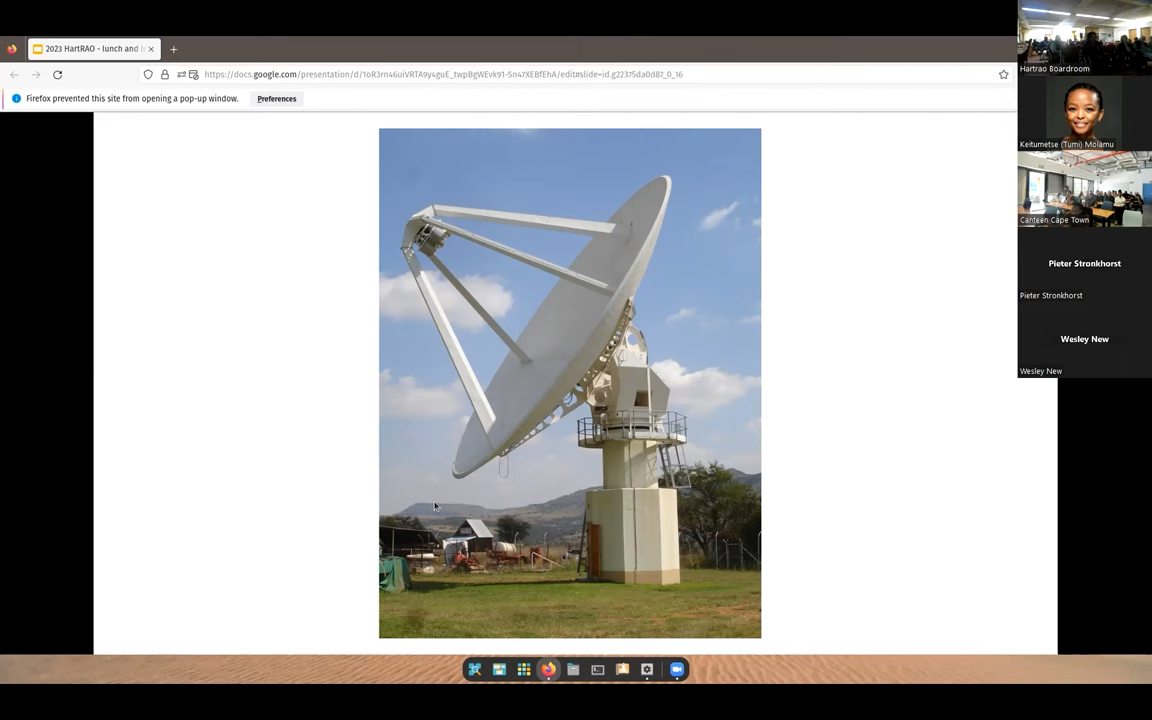 2023 HartRAO - lunch and l
https://docs.google.com/presentation/d/1oR3rn46uiVRTA9y4guE_twpBgWEvk91-Sn47XEBfEhA/edit#slide=id.g22375da0d87_0_16
Firefox prevented this site from opening a pop-up window.
Preferences
Hartrao Boardroom
Keitumetse (Tumi) Molamu
Canteen Cape Town
Pieter Stronkhorst
Pieter Stronkhorst
Wesley New
Wesley New